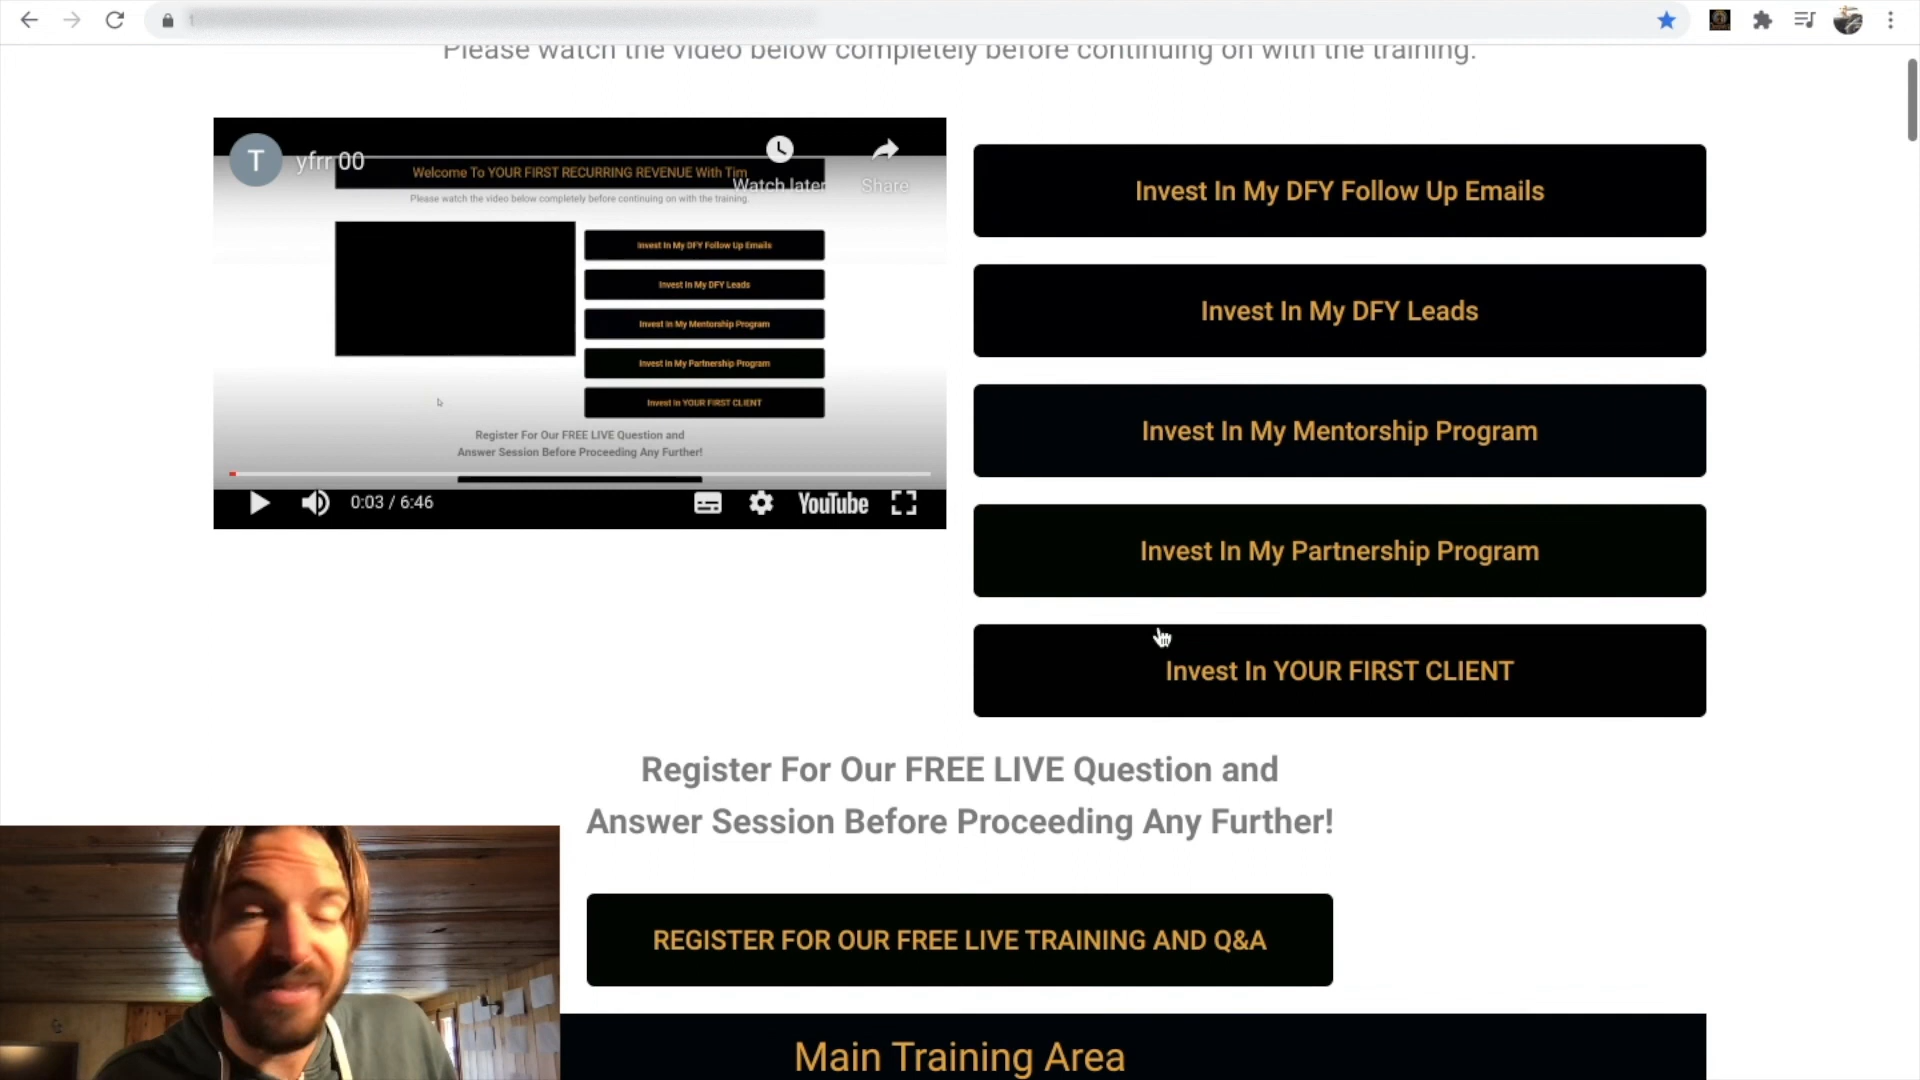 Please watch the video below completely before continuing on with the training.
T
yfrr 00
Watch later
Share
Welcome To YOUR FIRST RECURRING REVENUE With Tim
Please watch the video below completely before continuing on with the training.
Invest In My DFY Follow Up Emails
Invest In My DFY Leads
Invest In My Mentorship Program
Invest In My Partnership Program
Invest In YOUR FIRST CLIENT
Register For Our FREE LIVE Question and
Answer Session Before Proceeding Any Further!
0:03 / 6:46
YouTube
Invest In My DFY Follow Up Emails
Invest In My DFY Leads
Invest In My Mentorship Program
Invest In My Partnership Program
Invest In YOUR FIRST CLIENT
Register For Our FREE LIVE Question and
Answer Session Before Proceeding Any Further!
REGISTER FOR OUR FREE LIVE TRAINING AND Q&A
Main Training Area